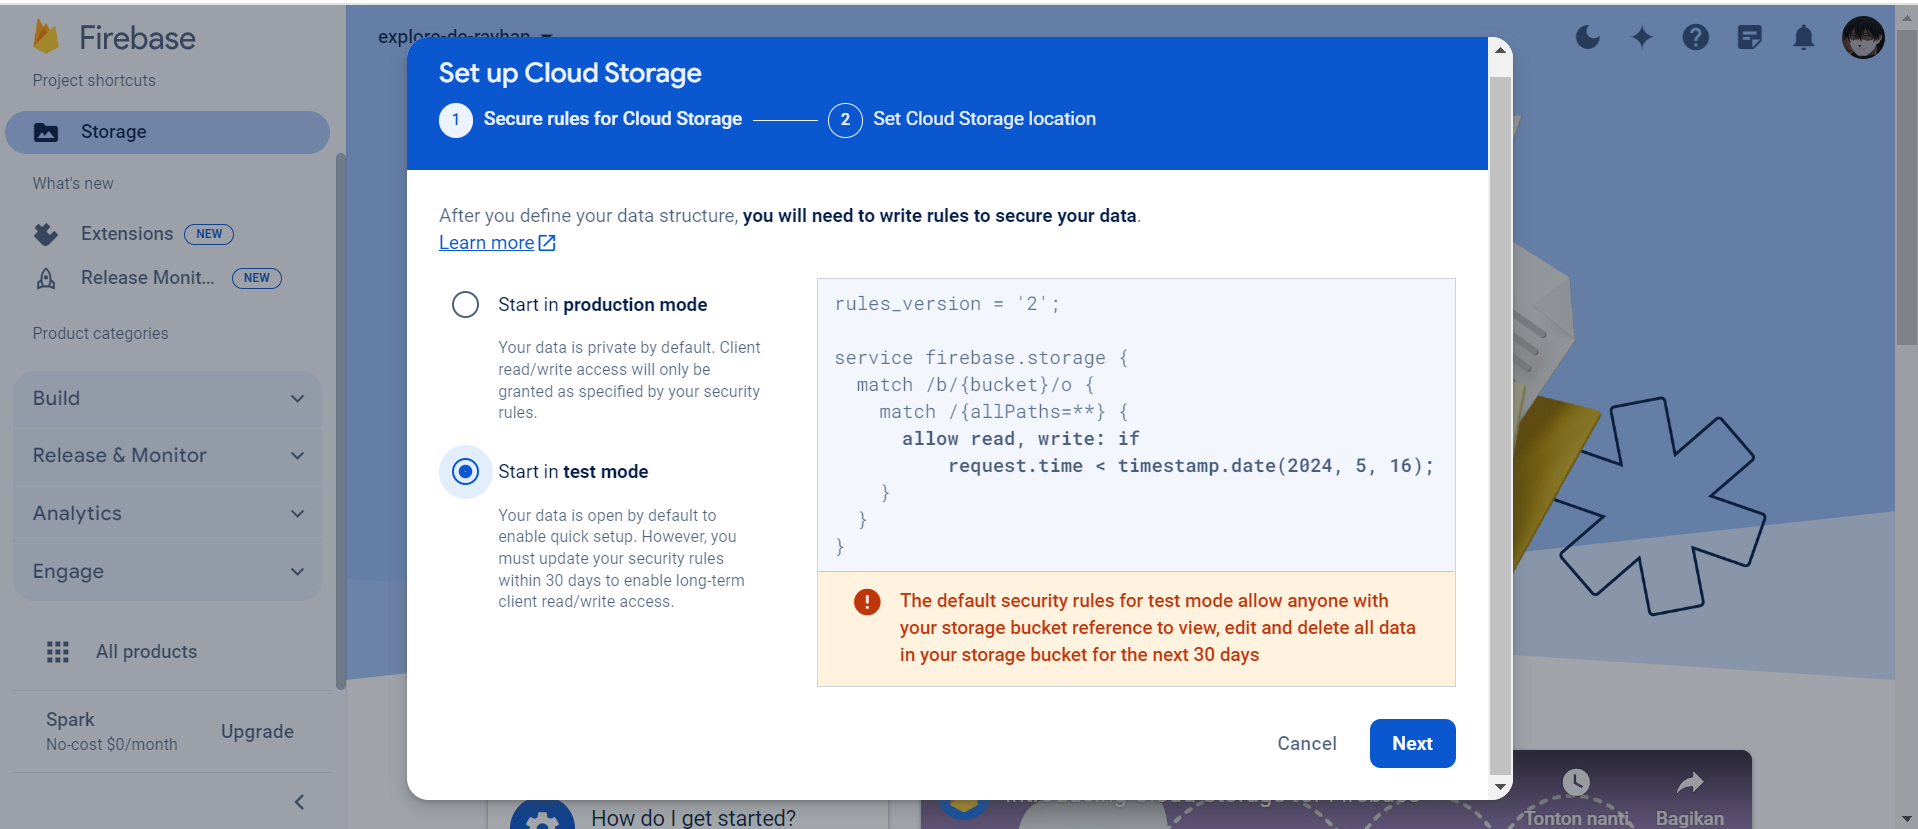 Firebase
explore-de-rayhan
Project shortcuts
Storage
What's new
Extensions NEW
Release Monit... NEW
Product categories
Build
Release & Monitor
Analytics
Engage
All products
Spark
No-cost $0/month
Upgrade
Set up Cloud Storage
1 Secure rules for Cloud Storage
2 Set Cloud Storage location
After you define your data structure, you will need to write rules to secure your data.
Learn more
Start in production mode
Your data is private by default. Client
read/write access will only be
granted as specified by your security
rules.
Start in test mode
Your data is open by default to
enable quick setup. However, you
must update your security rules
within 30 days to enable long-term
client read/write access.
rules_version = '2';
service firebase.storage {
match /b/{bucket}/o {
match /{allPaths=**} {
allow read, write: if
request.time < timestamp.date(2024, 5, 16);
}
}
}
The default security rules for test mode allow anyone with
your storage bucket reference to view, edit and delete all data
in your storage bucket for the next 30 days
Cancel
Next
How do I get started?
Introducing Cloud Storage for Firebase
Tonton nanti
Bagikan